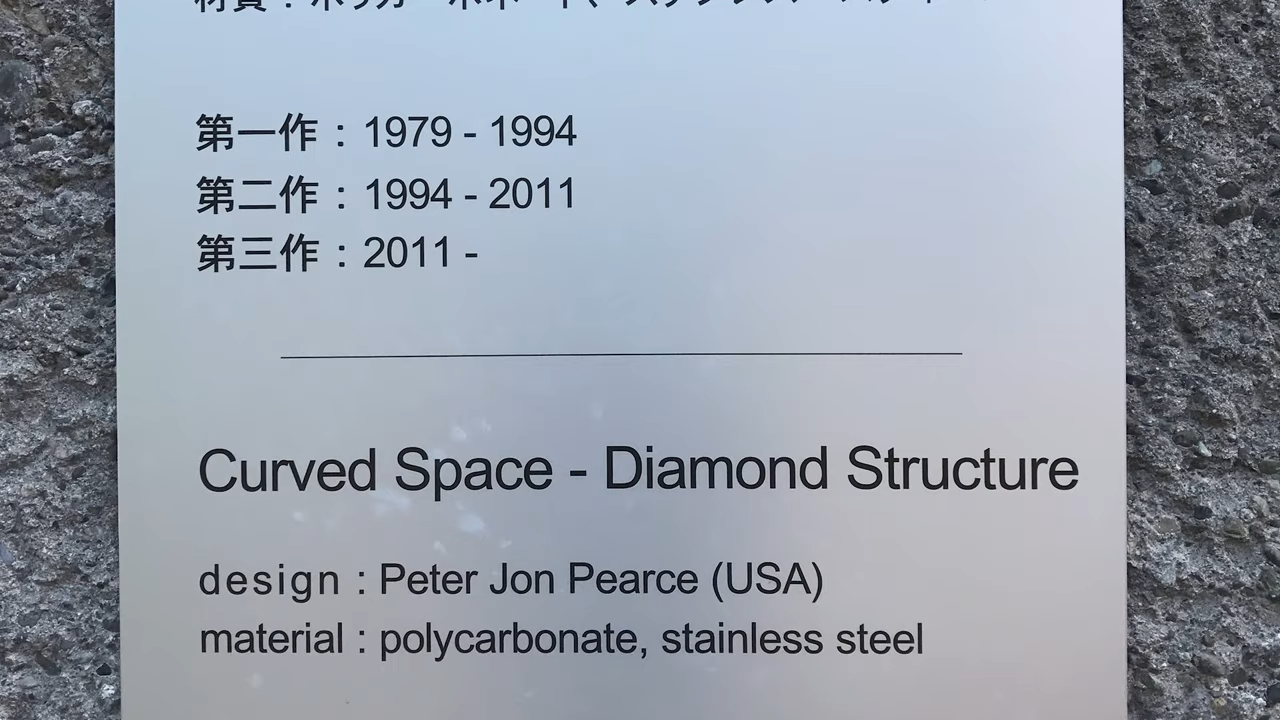 第一作：1979 - 1994
第二作：1994 - 2011
第三作：2011 -
Curved Space - Diamond Structure
design : Peter Jon Pearce (USA)
material : polycarbonate, stainless steel